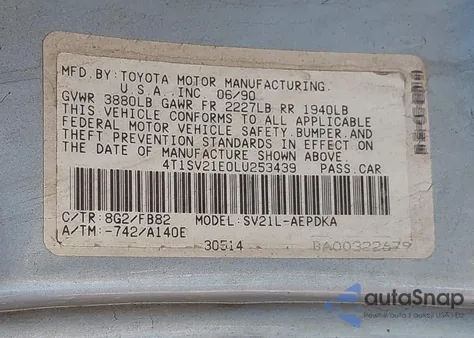 MFD.BY: TOYOTA MOTOR MANUFACTURING.
U.S.A. INC. 06/90
GVWR 3880LB GAWR FR 2227LB RR 1940LB
THIS VEHICLE CONFORMS TO ALL APPLICABLE
FEDERAL MOTOR VEHICLE SAFETY, BUMPER, AND
THEFT PREVENTION STANDARDS IN EFFECT ON
THE DATE OF MANUFACTURE SHOWN ABOVE.
4T1SV21E0LU253439 PASS.CAR
C/TR: 8G2/FB82 MODEL: SV21L-AEPDKA
A/TM: -742/A140E
30514 BA00322679
autoSnap